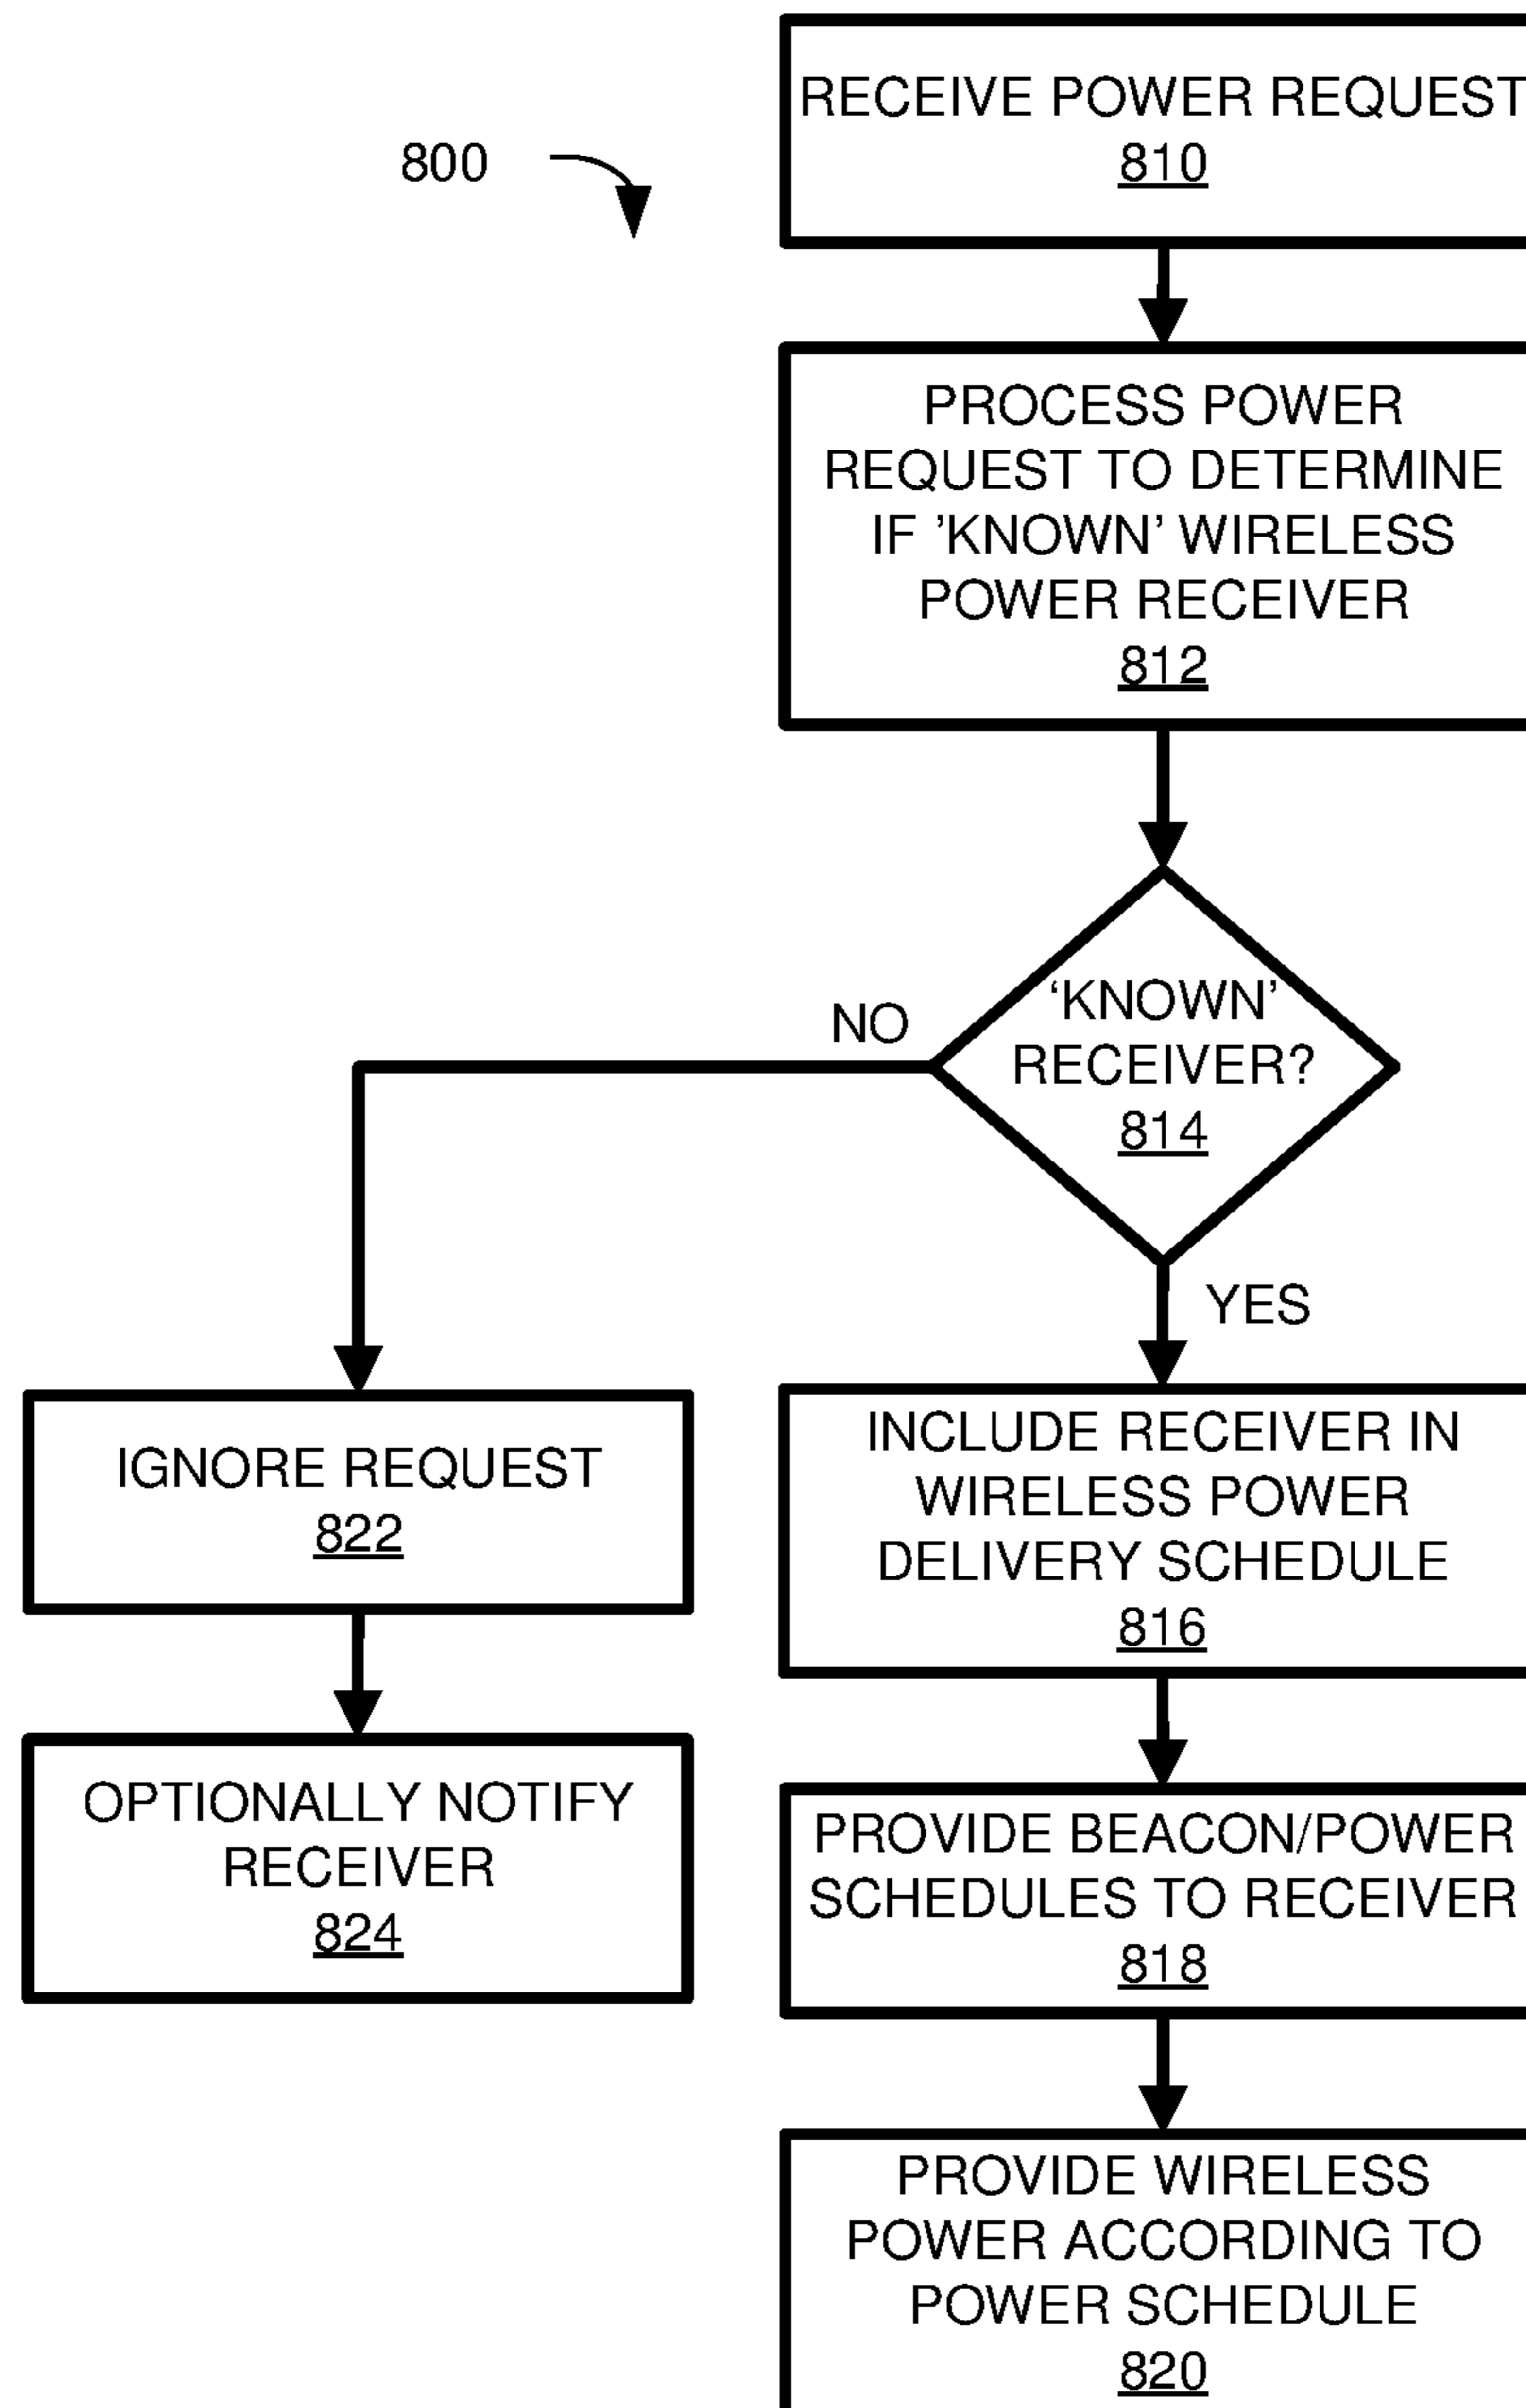 800
RECEIVE POWER REQUEST
810
PROCESS POWER
REQUEST TO DETERMINE
IF 'KNOWN' WIRELESS
POWER RECEIVER
812
‘KNOWN’
RECEIVER?
814
NO
YES
IGNORE REQUEST
822
OPTIONALLY NOTIFY
RECEIVER
824
INCLUDE RECEIVER IN
WIRELESS POWER
DELIVERY SCHEDULE
816
PROVIDE BEACON/POWER
SCHEDULES TO RECEIVER
818
PROVIDE WIRELESS
POWER ACCORDING TO
POWER SCHEDULE
820